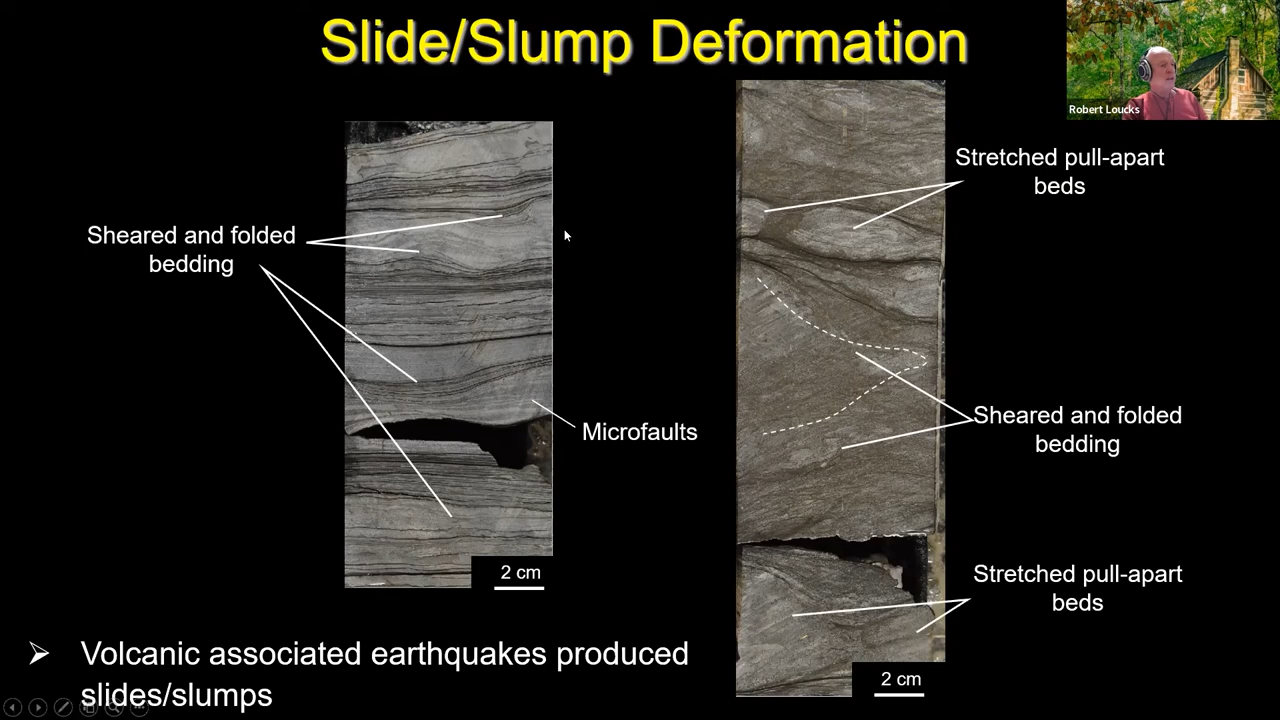 Slide/Slump Deformation
Robert Loucks
Stretched pull-apart
beds
Sheared and folded
bedding
Microfaults
Sheared and folded
bedding
2 cm
Stretched pull-apart
beds
Volcanic associated earthquakes produced
slides/slumps
2 cm